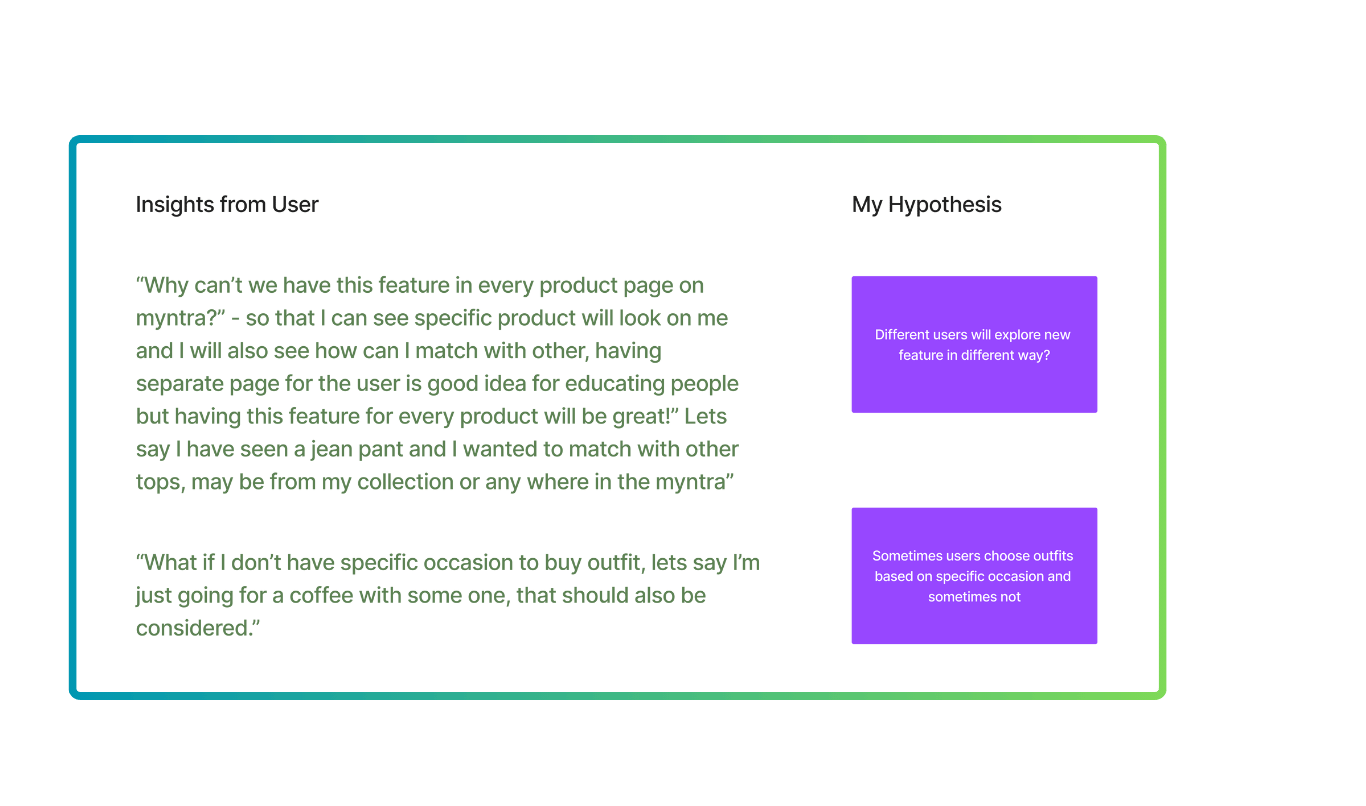 Insights from User
My Hypothesis
“Why can’t we have this feature in every product page on
myntra?” - so that I can see specific product will look on me
and I will also see how can I match with other, having
separate page for the user is good idea for educating people
but having this feature for every product will be great!” Lets
say I have seen a jean pant and I wanted to match with other
tops, may be from my collection or any where in the myntra”
Different users will explore new
feature in different way?
“What if I don’t have specific occasion to buy outfit, lets say I’m
just going for a coffee with some one, that should also be
considered.”
Sometimes users choose outfits
based on specific occasion and
sometimes not